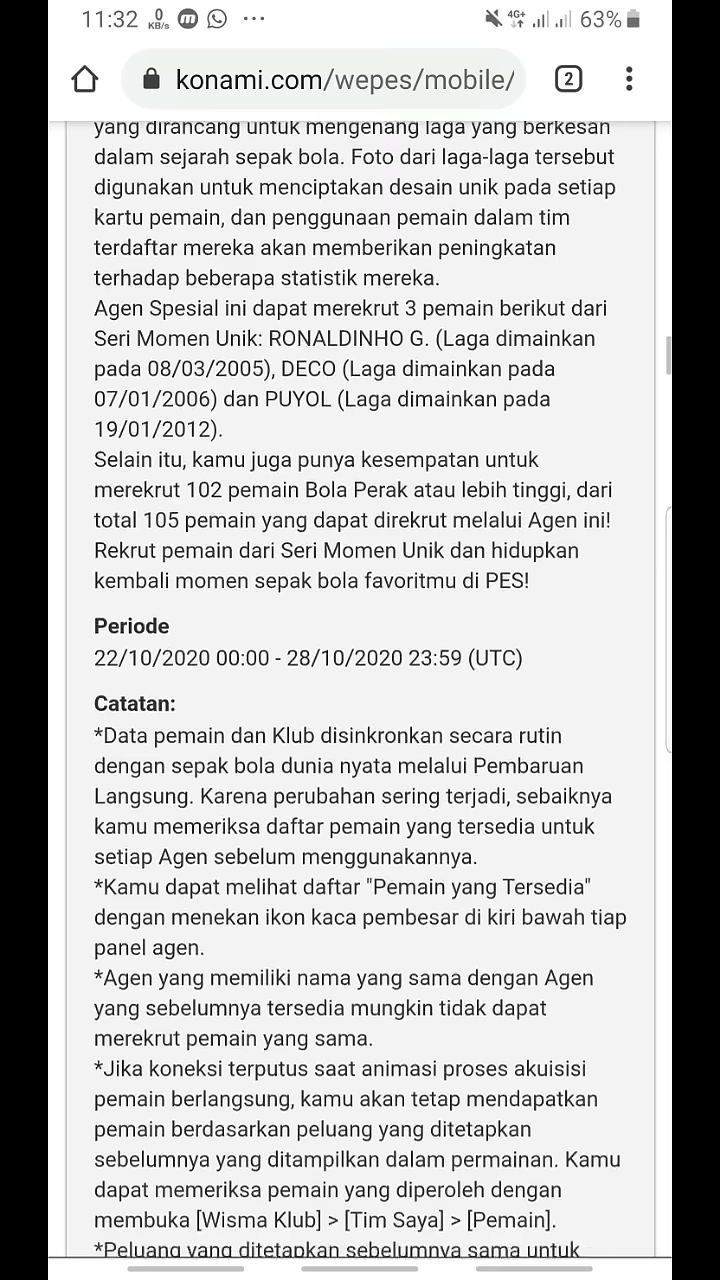 11:32 0 KB/s m ... 4G+ 63%
konami.com/wepes/mobile/ 2
yang dirancang untuk mengenang laga yang berkesan
dalam sejarah sepak bola. Foto dari laga-laga tersebut
digunakan untuk menciptakan desain unik pada setiap
kartu pemain, dan penggunaan pemain dalam tim
terdaftar mereka akan memberikan peningkatan
terhadap beberapa statistik mereka.
Agen Spesial ini dapat merekrut 3 pemain berikut dari
Seri Momen Unik: RONALDINHO G. (Laga dimainkan
pada 08/03/2005), DECO (Laga dimainkan pada
07/01/2006) dan PUYOL (Laga dimainkan pada
19/01/2012).
Selain itu, kamu juga punya kesempatan untuk
merekrut 102 pemain Bola Perak atau lebih tinggi, dari
total 105 pemain yang dapat direkrut melalui Agen ini!
Rekrut pemain dari Seri Momen Unik dan hidupkan
kembali momen sepak bola favoritmu di PES!
Periode
22/10/2020 00:00 - 28/10/2020 23:59 (UTC)
Catatan:
*Data pemain dan Klub disinkronkan secara rutin
dengan sepak bola dunia nyata melalui Pembaruan
Langsung. Karena perubahan sering terjadi, sebaiknya
kamu memeriksa daftar pemain yang tersedia untuk
setiap Agen sebelum menggunakannya.
*Kamu dapat melihat daftar "Pemain yang Tersedia"
dengan menekan ikon kaca pembesar di kiri bawah tiap
panel agen.
*Agen yang memiliki nama yang sama dengan Agen
yang sebelumnya tersedia mungkin tidak dapat
merekrut pemain yang sama.
*Jika koneksi terputus saat animasi proses akuisisi
pemain berlangsung, kamu akan tetap mendapatkan
pemain berdasarkan peluang yang ditetapkan
sebelumnya yang ditampilkan dalam permainan. Kamu
dapat memeriksa pemain yang diperoleh dengan
membuka [Wisma Klub] > [Tim Saya] > [Pemain].
*Peluang yang ditetapkan sebelumnya sama untuk